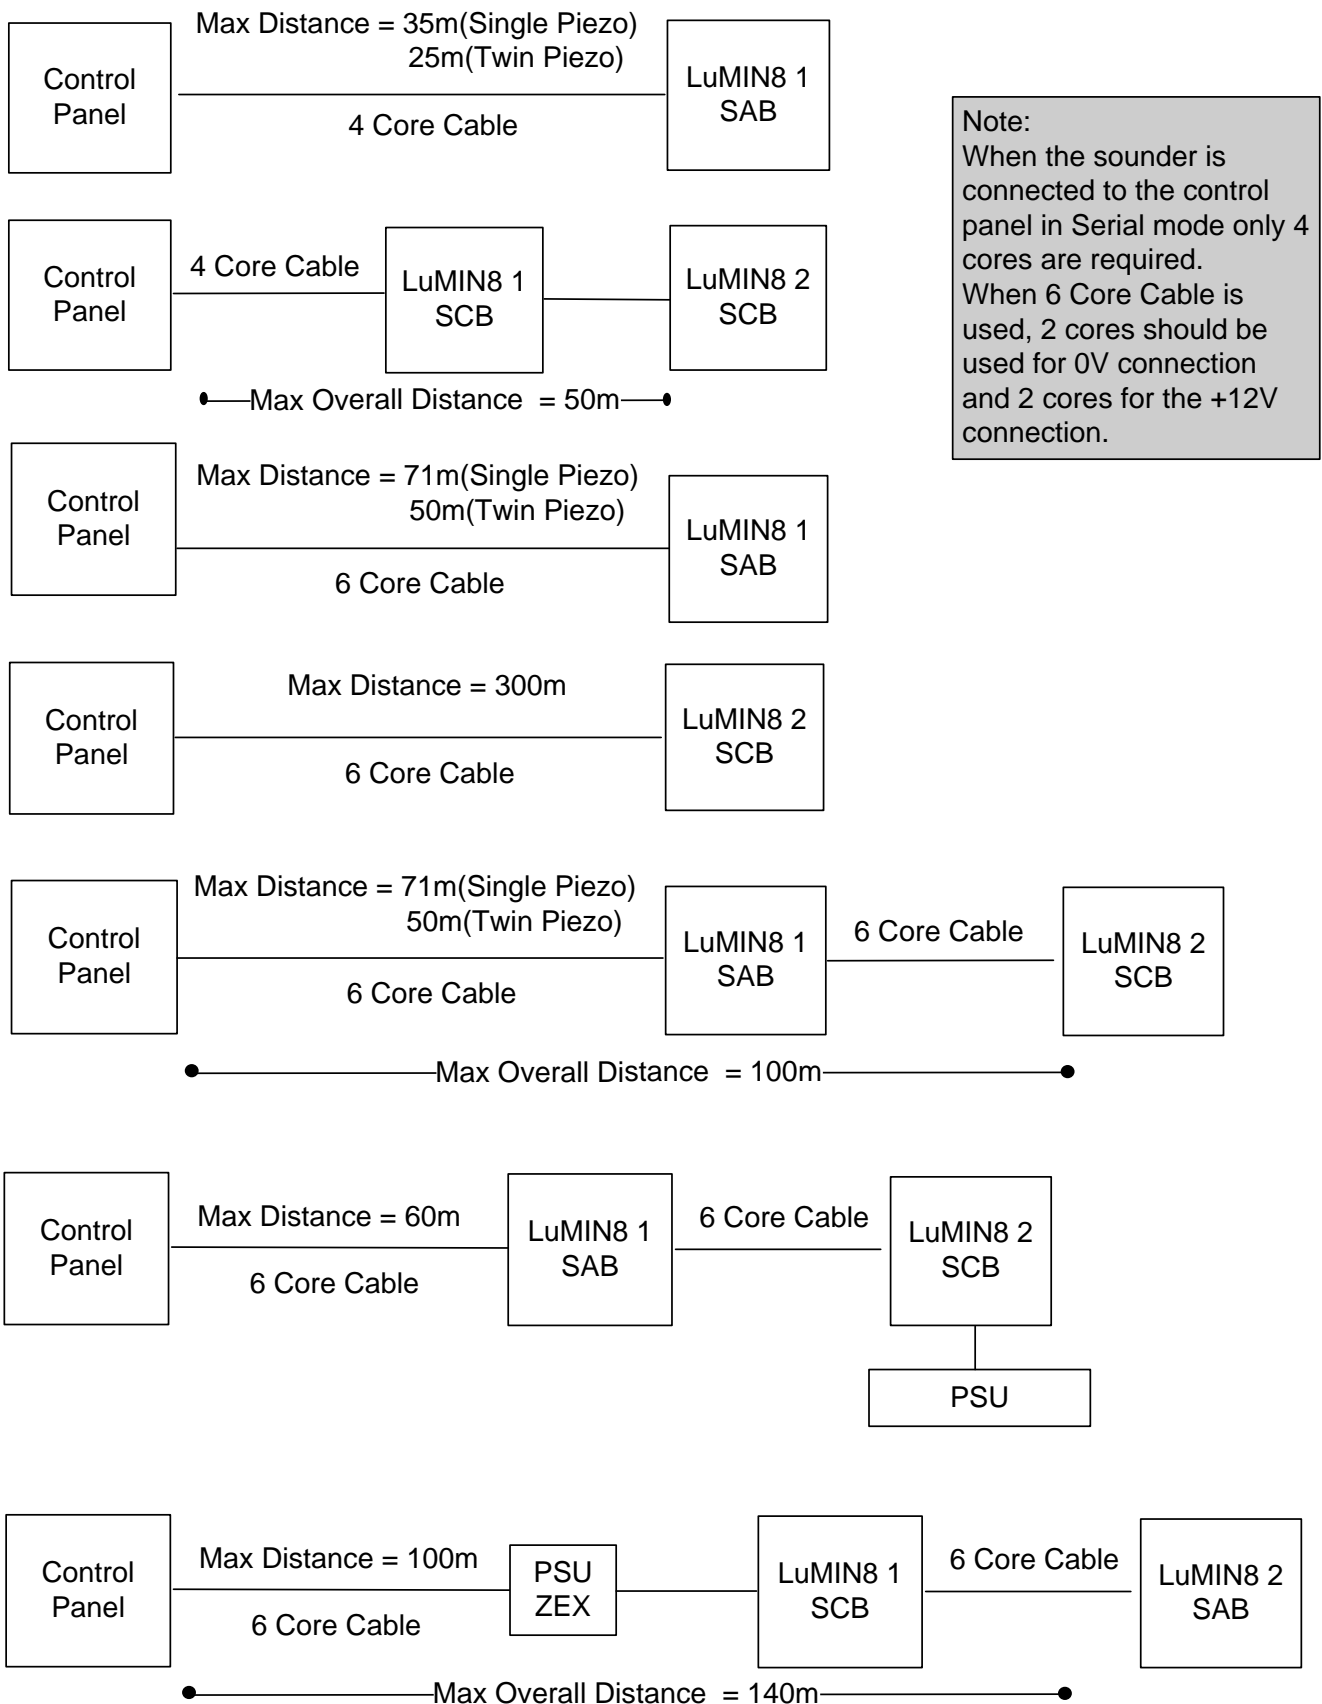 Max Distance = 35m(Single Piezo)
25m(Twin Piezo)
Control
Panel
LuMIN8 1
SAB
4 Core Cable
Note:
When the sounder is
connected to the control
panel in Serial mode only 4
cores are required.
When 6 Core Cable is
used, 2 cores should be
used for 0V connection
and 2 cores for the +12V
connection.
Control
Panel
4 Core Cable
LuMIN8 1
SCB
LuMIN8 2
SCB
Max Overall Distance = 50m
Max Distance = 71m(Single Piezo)
50m(Twin Piezo)
Control
Panel
LuMIN8 1
SAB
6 Core Cable
Max Distance = 300m
Control
Panel
LuMIN8 2
SCB
6 Core Cable
Max Distance = 71m(Single Piezo)
50m(Twin Piezo)
Control
Panel
LuMIN8 1
SAB
6 Core Cable
6 Core Cable
LuMIN8 2
SCB
Max Overall Distance = 100m
Control
Panel
Max Distance = 60m
6 Core Cable
LuMIN8 1
SAB
6 Core Cable
LuMIN8 2
SCB
PSU
Control
Panel
Max Distance = 100m
6 Core Cable
PSU
ZEX
LuMIN8 1
SCB
6 Core Cable
LuMIN8 2
SAB
Max Overall Distance = 140m